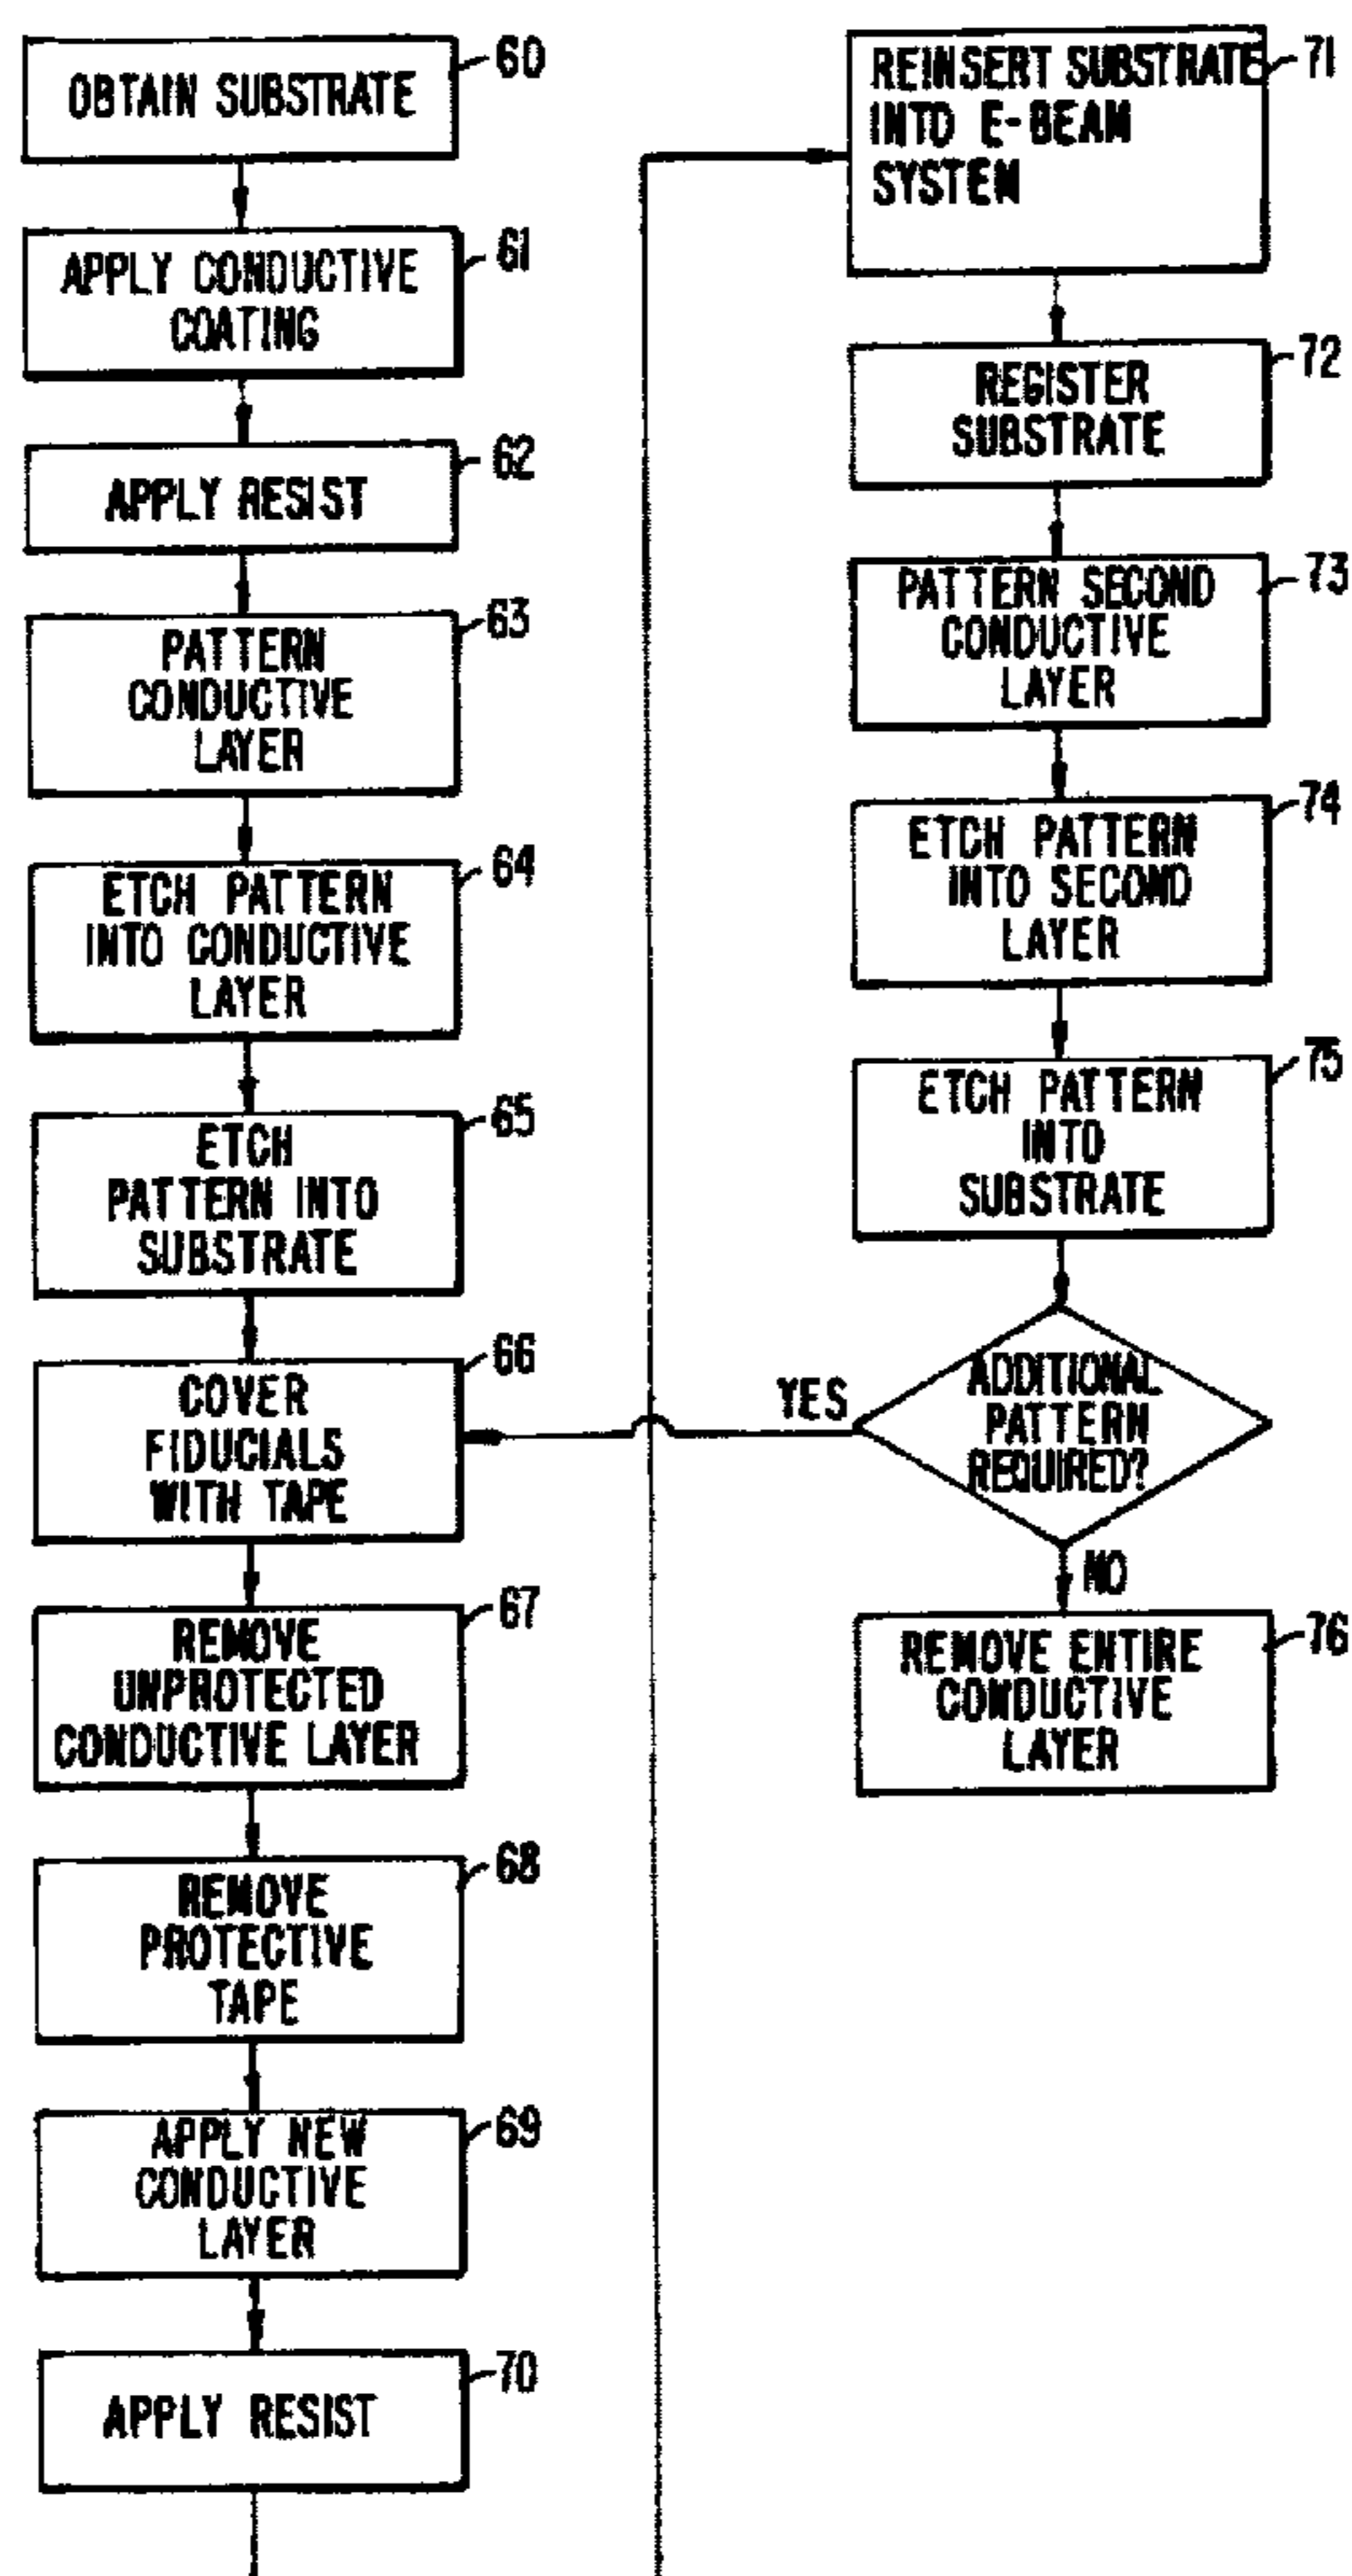 OBTAIN SUBSTRATE
60
APPLY CONDUCTIVE
COATING
61
APPLY RESIST
62
PATTERN
CONDUCTIVE
LAYER
63
ETCH PATTERN
INTO CONDUCTIVE
LAYER
64
ETCH
PATTERN INTO
SUBSTRATE
65
COVER
FIDUCIALS
WITH TAPE
66
REMOVE
UNPROTECTED
CONDUCTIVE LAYER
67
REMOVE
PROTECTIVE
TAPE
68
APPLY NEW
CONDUCTIVE
LAYER
69
APPLY RESIST
70
REINSERT SUBSTRATE
INTO E-BEAM
SYSTEM
71
REGISTER
SUBSTRATE
72
PATTERN SECOND
CONDUCTIVE
LAYER
73
ETCH PATTERN
INTO SECOND
LAYER
74
ETCH PATTERN
INTO
SUBSTRATE
75
ADDITIONAL
PATTERN
REQUIRED?
YES
NO
REMOVE ENTIRE
CONDUCTIVE
LAYER
76